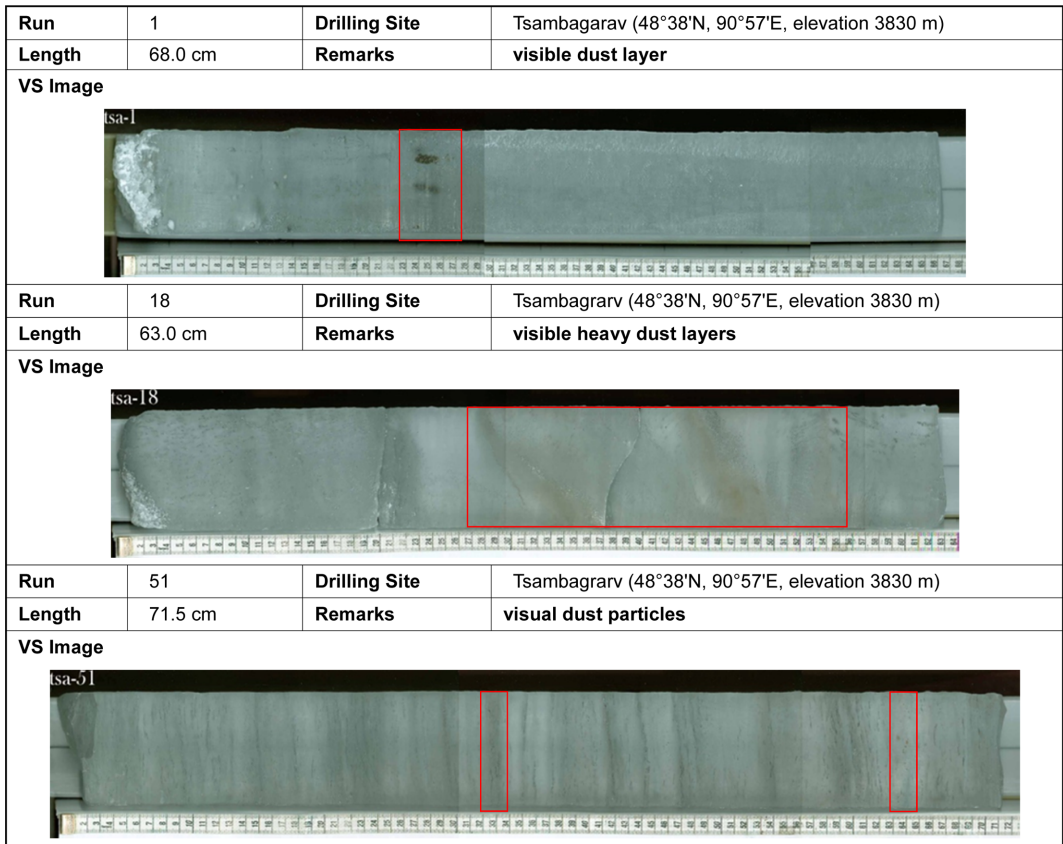 Run 1 Drilling Site Tsambagarav (48°38'N, 90°57'E, elevation 3830 m)
Length 68.0 cm Remarks visible dust layer
VS Image
tsa-1
Run 18 Drilling Site Tsambagrarv (48°38'N, 90°57'E, elevation 3830 m)
Length 63.0 cm Remarks visible heavy dust layers
VS Image
tsa-18
Run 51 Drilling Site Tsambagrarv (48°38'N, 90°57'E, elevation 3830 m)
Length 71.5 cm Remarks visual dust particles
VS Image
tsa-51